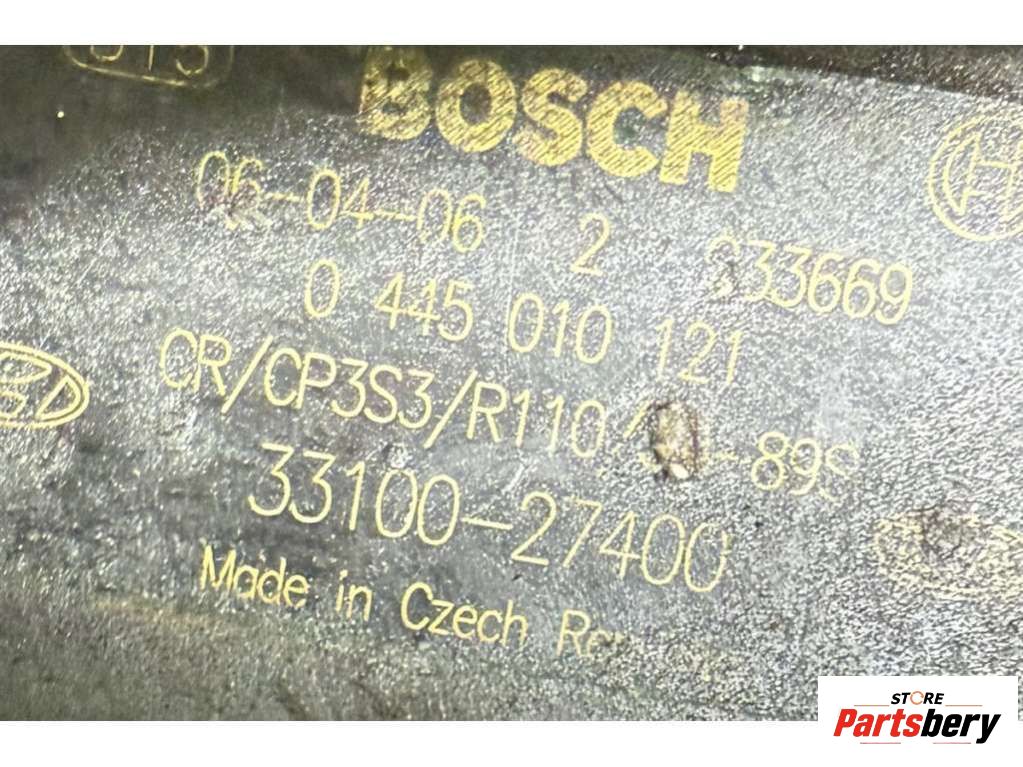 BOSCH
06-04-06 2 333669
0 445 010 121
CR/CP3S3/R110 -89S
33100-27400
Made in Czech
STORE
Partsbery